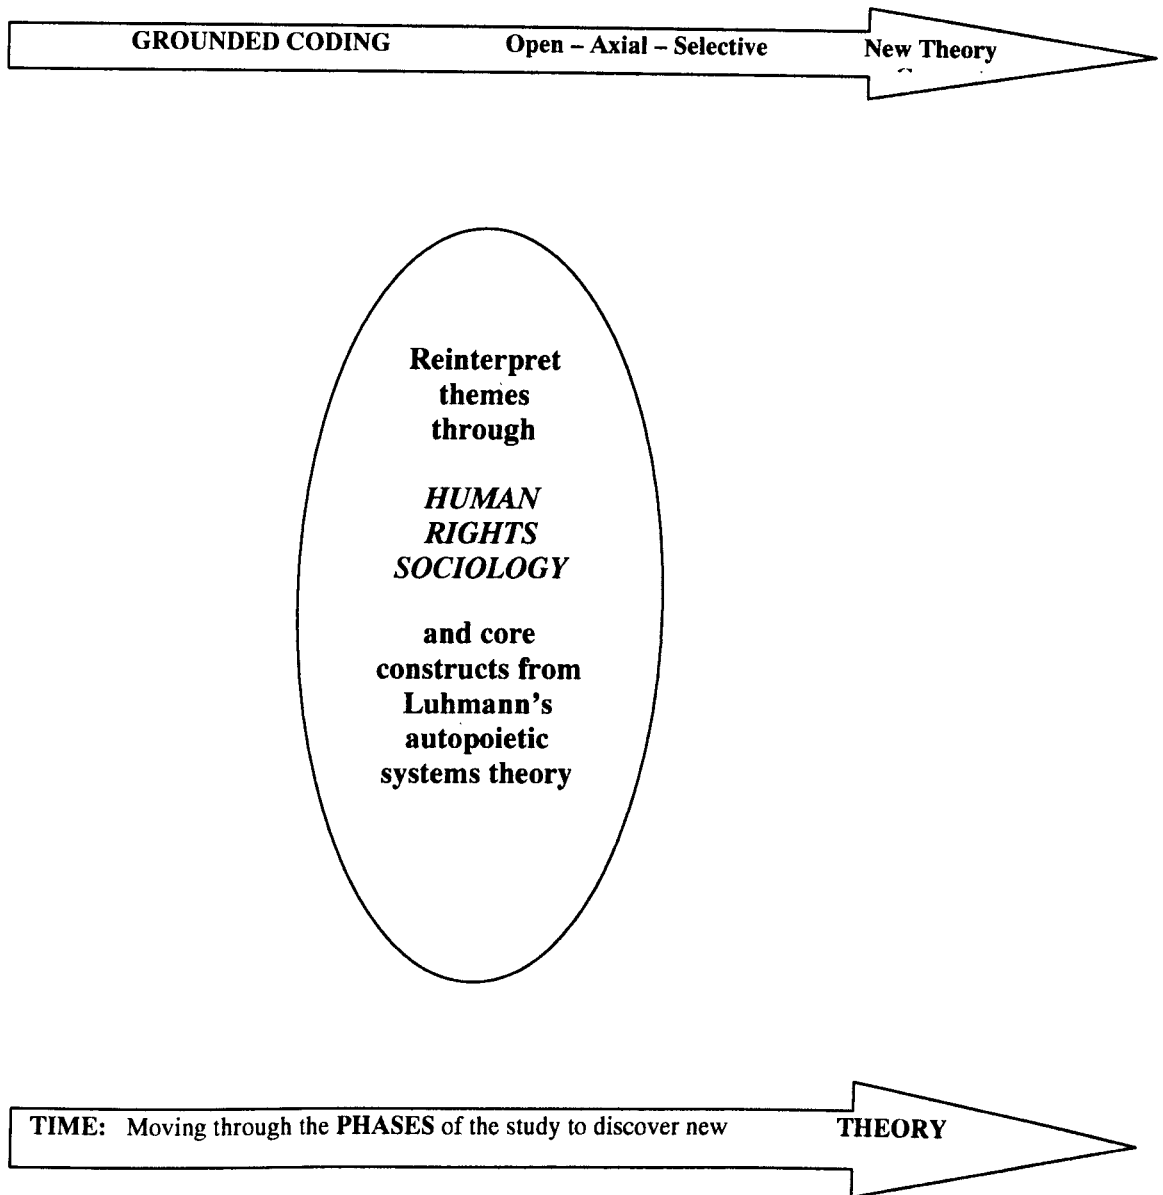 GROUNDED CODING Open – Axial – Selective New Theory
Reinterpret
themes
through
HUMAN
RIGHTS
SOCIOLOGY
and core
constructs from
Luhmann's
autopoietic
systems theory
TIME: Moving through the PHASES of the study to discover new THEORY